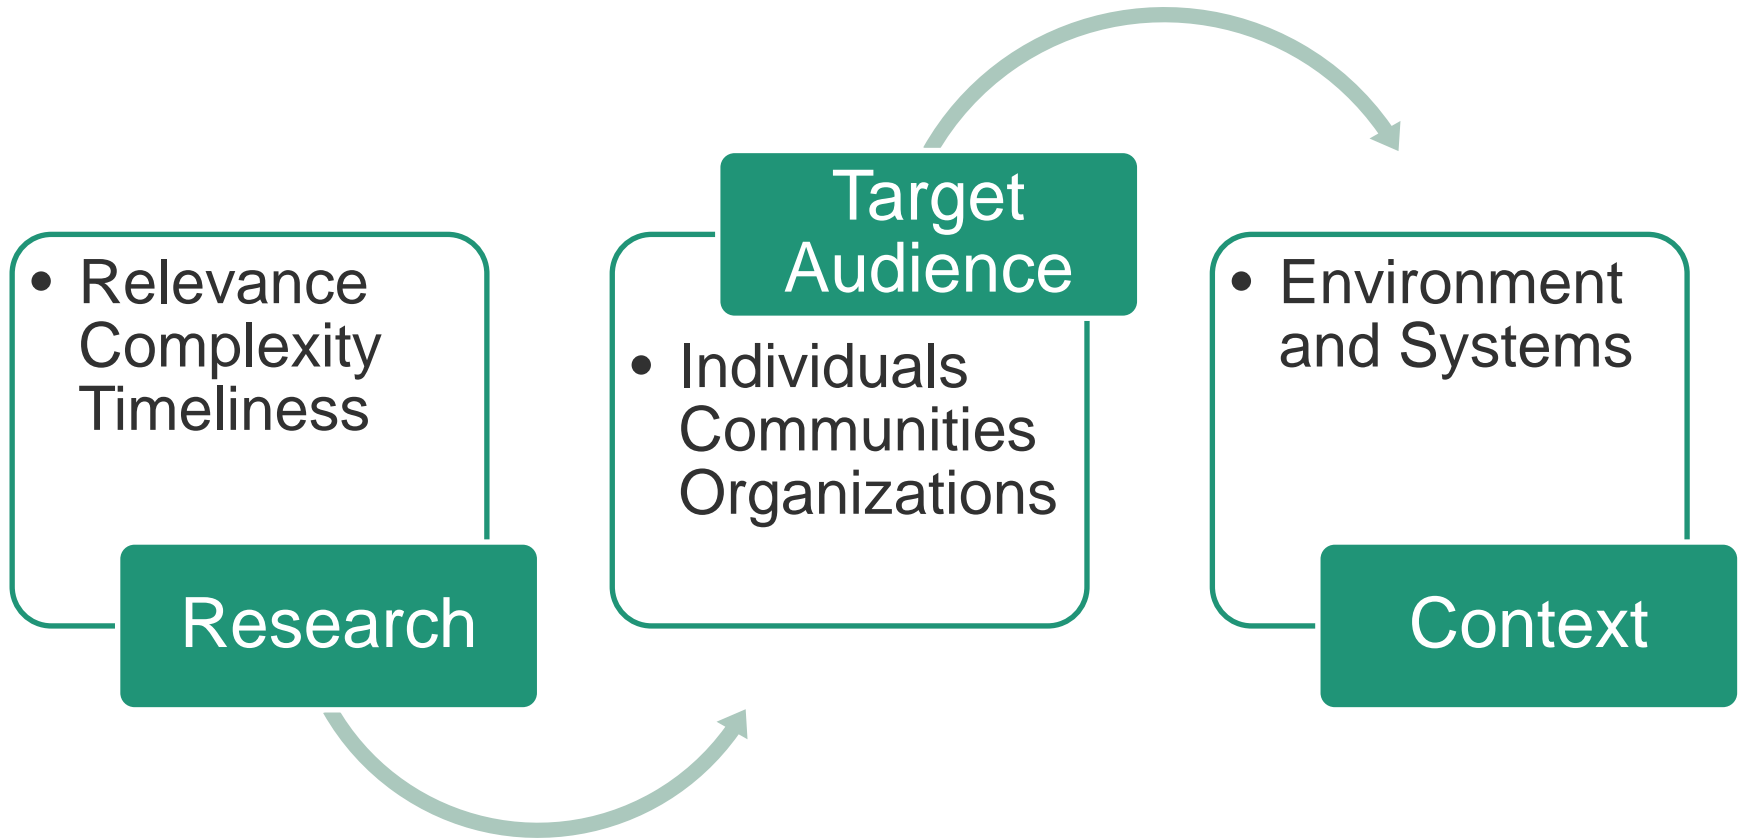 • Relevance
Complexity
Timeliness
Research
Target
Audience
• Individuals
Communities
Organizations
• Environment
and Systems
Context